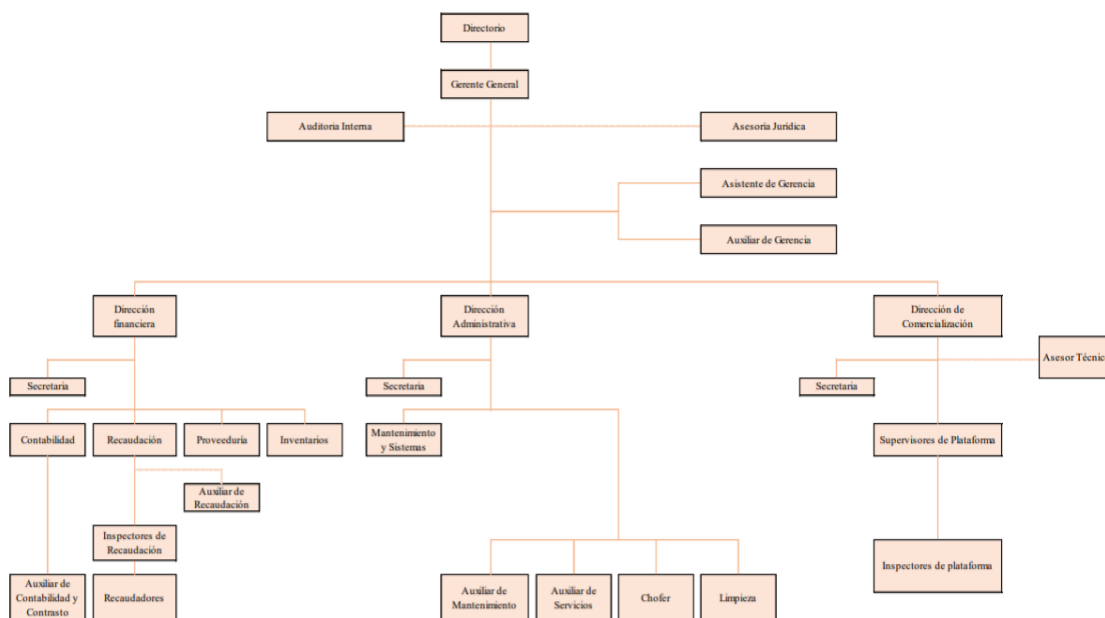 Directorio
Gerente General
Auditoria Interna
Asesoria Jurídica
Asistente de Gerencia
Auxiliar de Gerencia
Dirección
financiera
Dirección
Administrativa
Dirección de
Comercialización
Asesor Técnico
Secretaria
Secretaria
Secretaria
Contabilidad
Recaudación
Proveeduría
Inventarios
Mantenimiento
y Sistemas
Supervisores de Plataforma
Auxiliar de
Recaudación
Inspectores de
Recaudación
Inspectores de plataforma
Auxiliar de
Contabilidad y
Contrasto
Recaudadores
Auxiliar de
Mantenimiento
Auxiliar de
Servicios
Chofer
Limpieza